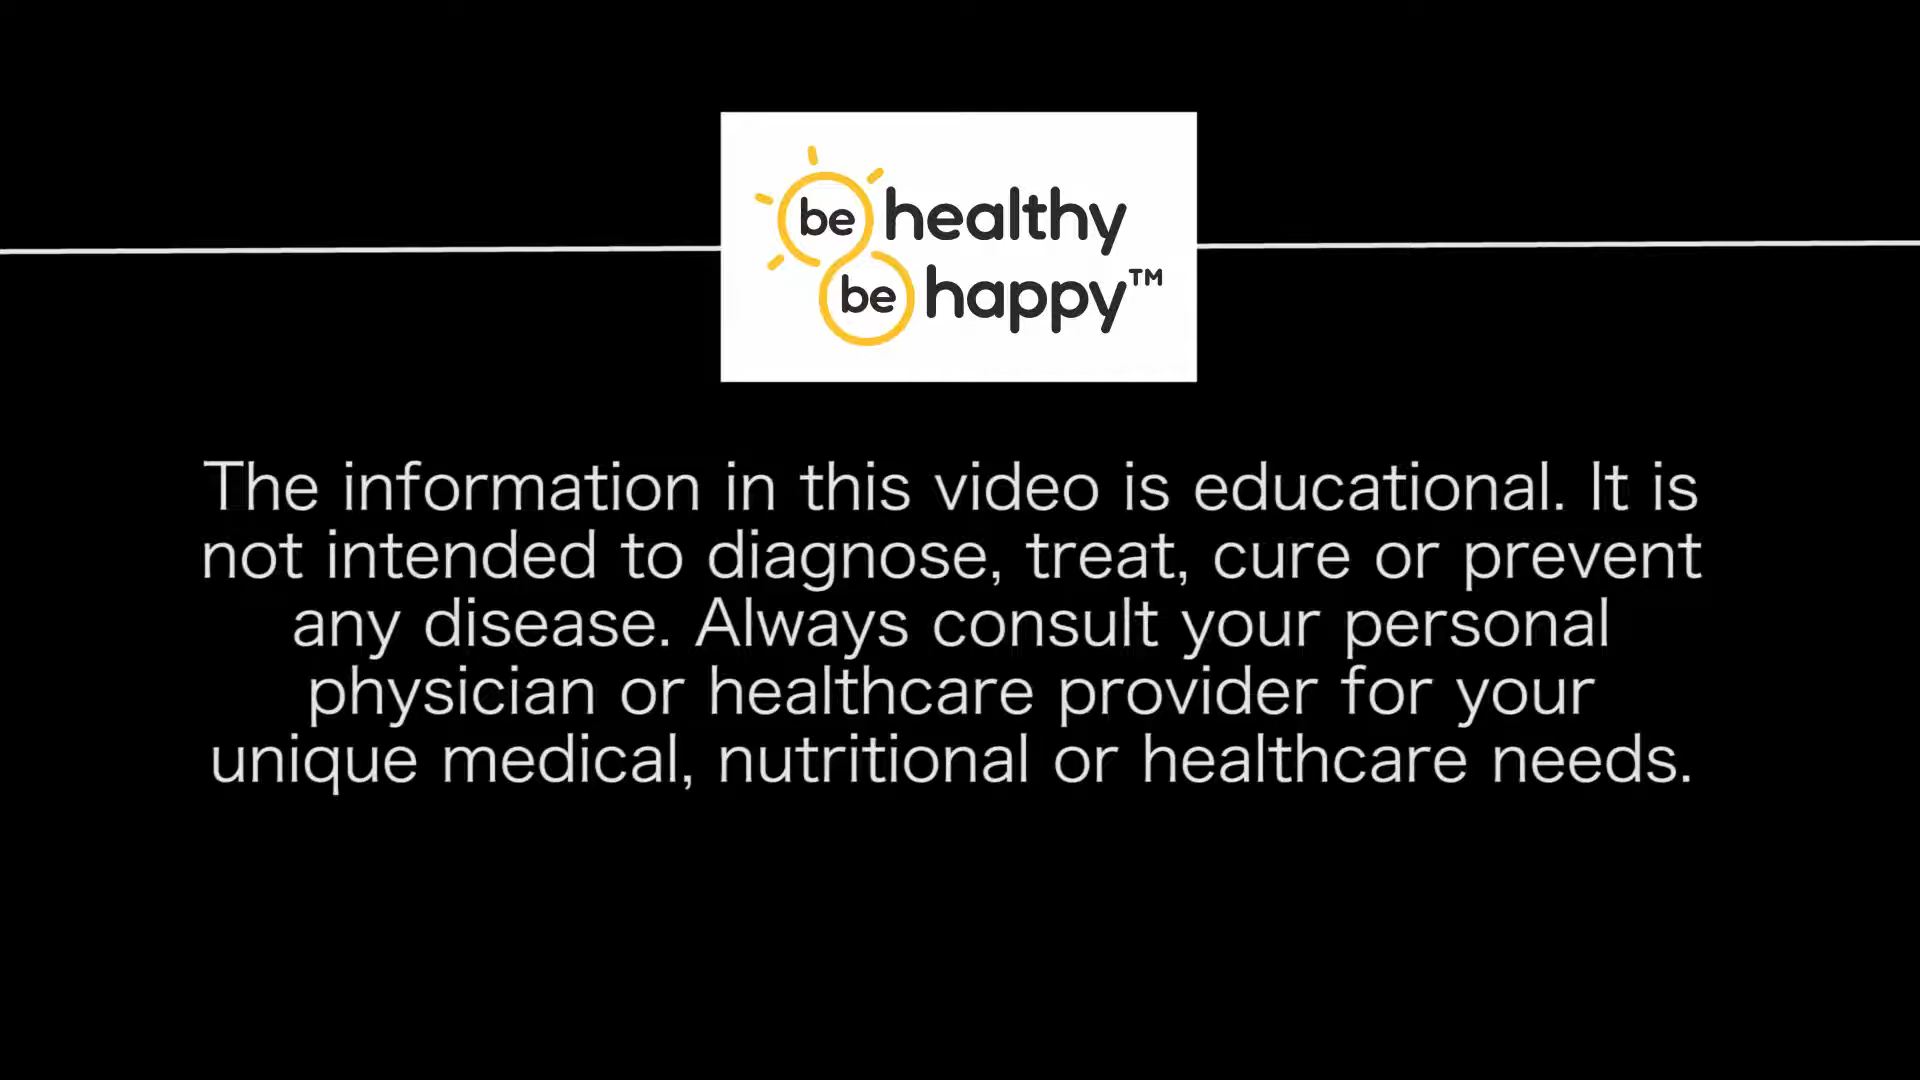 be healthy
be happy™
The information in this video is educational. It is
not intended to diagnose, treat, cure or prevent
any disease. Always consult your personal
physician or healthcare provider for your
unique medical, nutritional or healthcare needs.